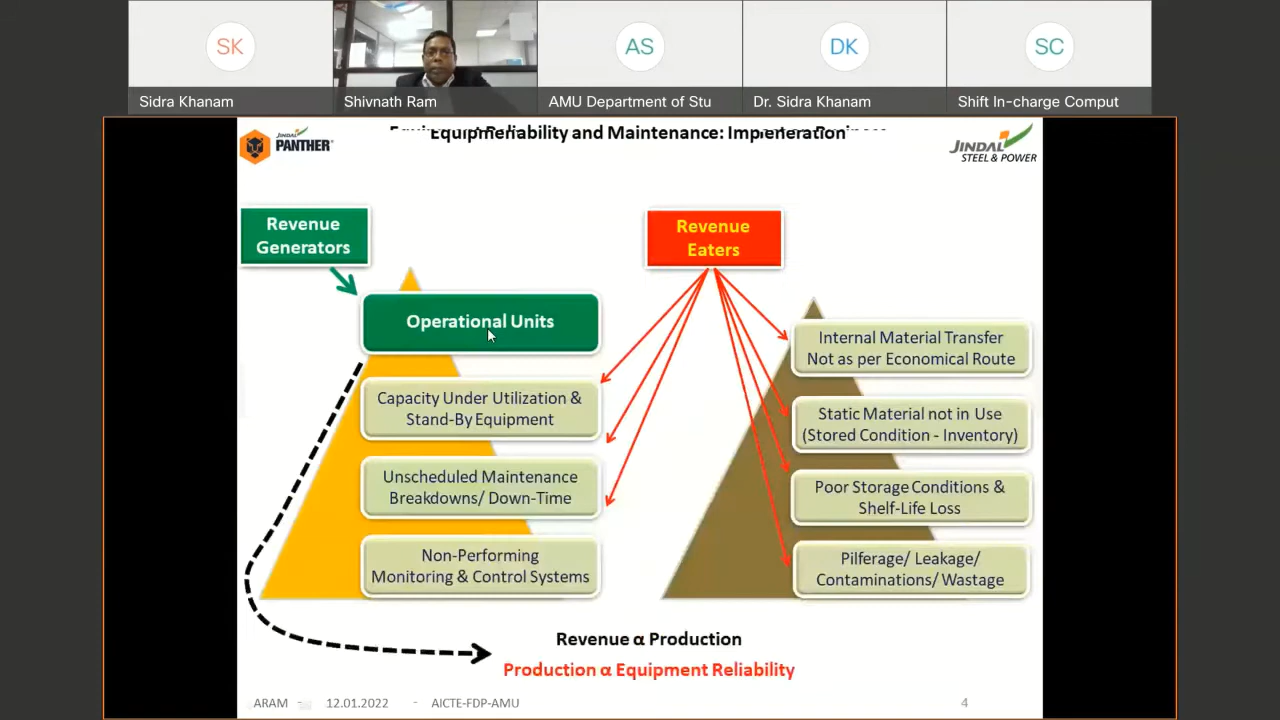 SK
AS
DK
SC
Sidra Khanam
Shivnath Ram
AMU Department of Stu
Dr. Sidra Khanam
Shift In-charge Comput
JINDAL
PANTHER
Reliability and Maintenance:
JINDAL
STEEL & POWER
Revenue
Generators
Revenue
Eaters
Operational Units
Capacity Under Utilization &
Stand-By Equipment
Unscheduled Maintenance
Breakdowns/ Down-Time
Non-Performing
Monitoring & Control Systems
Internal Material Transfer
Not as per Economical Route
Static Material not in Use
(Stored Condition - Inventory)
Poor Storage Conditions &
Shelf-Life Loss
Pilferage/ Leakage/
Contaminations/ Wastage
Revenue α Production
Production α Equipment Reliability
ARAM - 12.01.2022 - AICTE-FDP-AMU 4